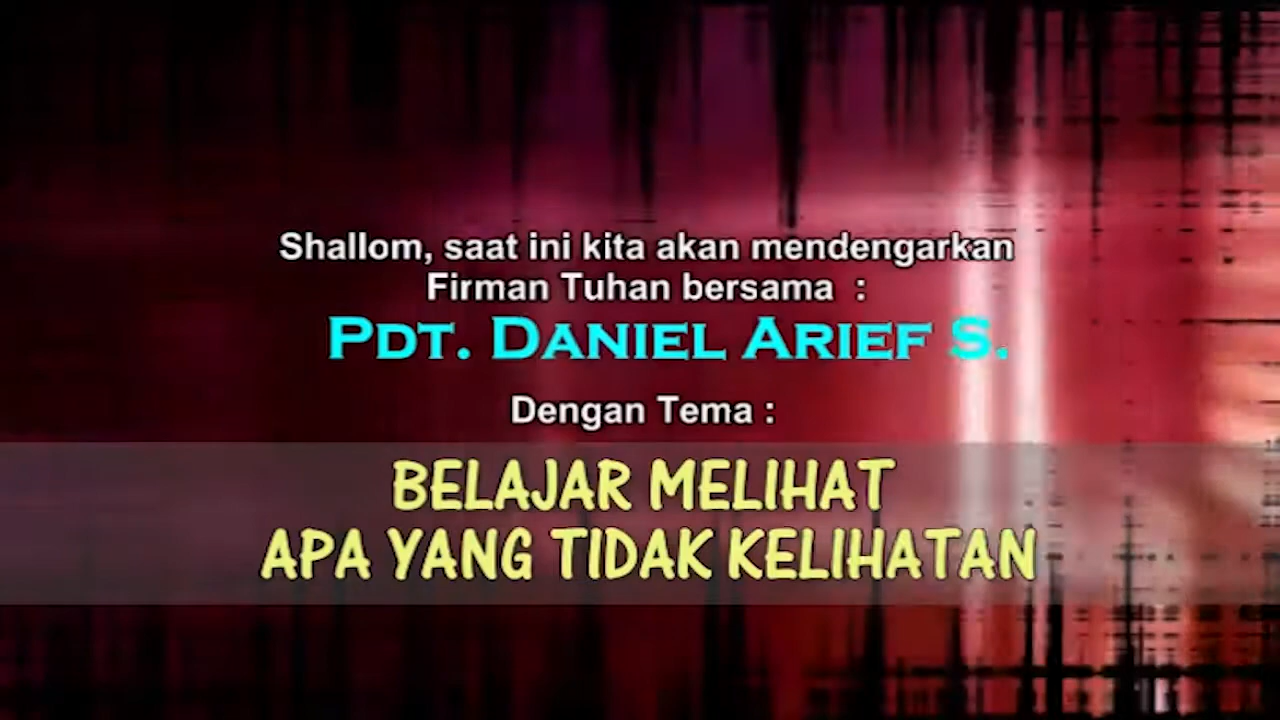 Shallom, saat ini kita akan mendengarkan
Firman Tuhan bersama :
PDT. DANIEL ARIEF S.
Dengan Tema :
BELAJAR MELIHAT
APA YANG TIDAK KELIHATAN